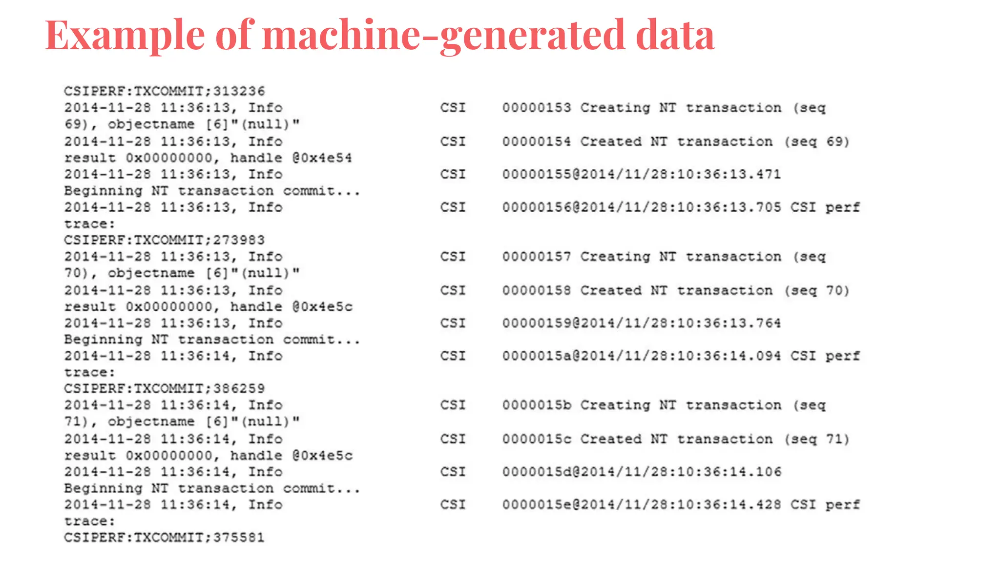 Example of machine-generated data
CSIPERF:TXCOMMIT;313236
2014-11-28 11:36:13, Info CSI 00000153 Creating NT transaction (seq
69), objectname [6]"(null)"
2014-11-28 11:36:13, Info CSI 00000154 Created NT transaction (seq 69)
result 0x00000000, handle @0x4e54
2014-11-28 11:36:13, Info CSI 00000155@2014/11/28:10:36:13.471
Beginning NT transaction commit...
2014-11-28 11:36:13, Info CSI 00000156@2014/11/28:10:36:13.705 CSI perf
trace:
CSIPERF:TXCOMMIT;273983
2014-11-28 11:36:13, Info CSI 00000157 Creating NT transaction (seq
70), objectname [6]"(null)"
2014-11-28 11:36:13, Info CSI 00000158 Created NT transaction (seq 70)
result 0x00000000, handle @0x4e5c
2014-11-28 11:36:13, Info CSI 00000159@2014/11/28:10:36:13.764
Beginning NT transaction commit...
2014-11-28 11:36:14, Info CSI 0000015a@2014/11/28:10:36:14.094 CSI perf
trace:
CSIPERF:TXCOMMIT;386259
2014-11-28 11:36:14, Info CSI 0000015b Creating NT transaction (seq
71), objectname [6]"(null)"
2014-11-28 11:36:14, Info CSI 0000015c Created NT transaction (seq 71)
result 0x00000000, handle @0x4e5c
2014-11-28 11:36:14, Info CSI 0000015d@2014/11/28:10:36:14.106
Beginning NT transaction commit...
2014-11-28 11:36:14, Info CSI 0000015e@2014/11/28:10:36:14.428 CSI perf
trace:
CSIPERF:TXCOMMIT;375581